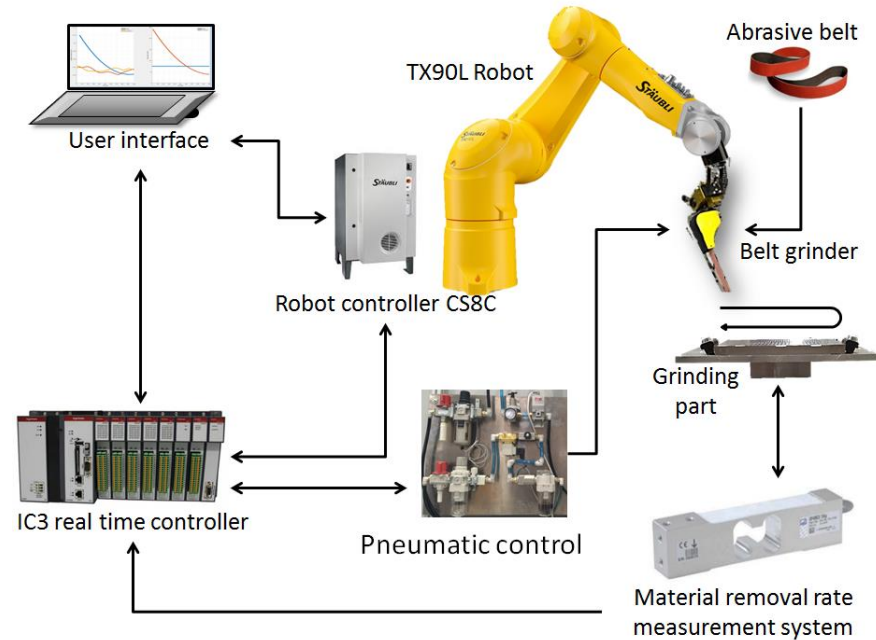 Abrasive belt
TX90L Robot
STÄUBLI
User interface
STÄUBLI
Belt grinder
Robot controller CS8C
Grinding
part
IC3 real time controller
Pneumatic control
Material removal rate
measurement system